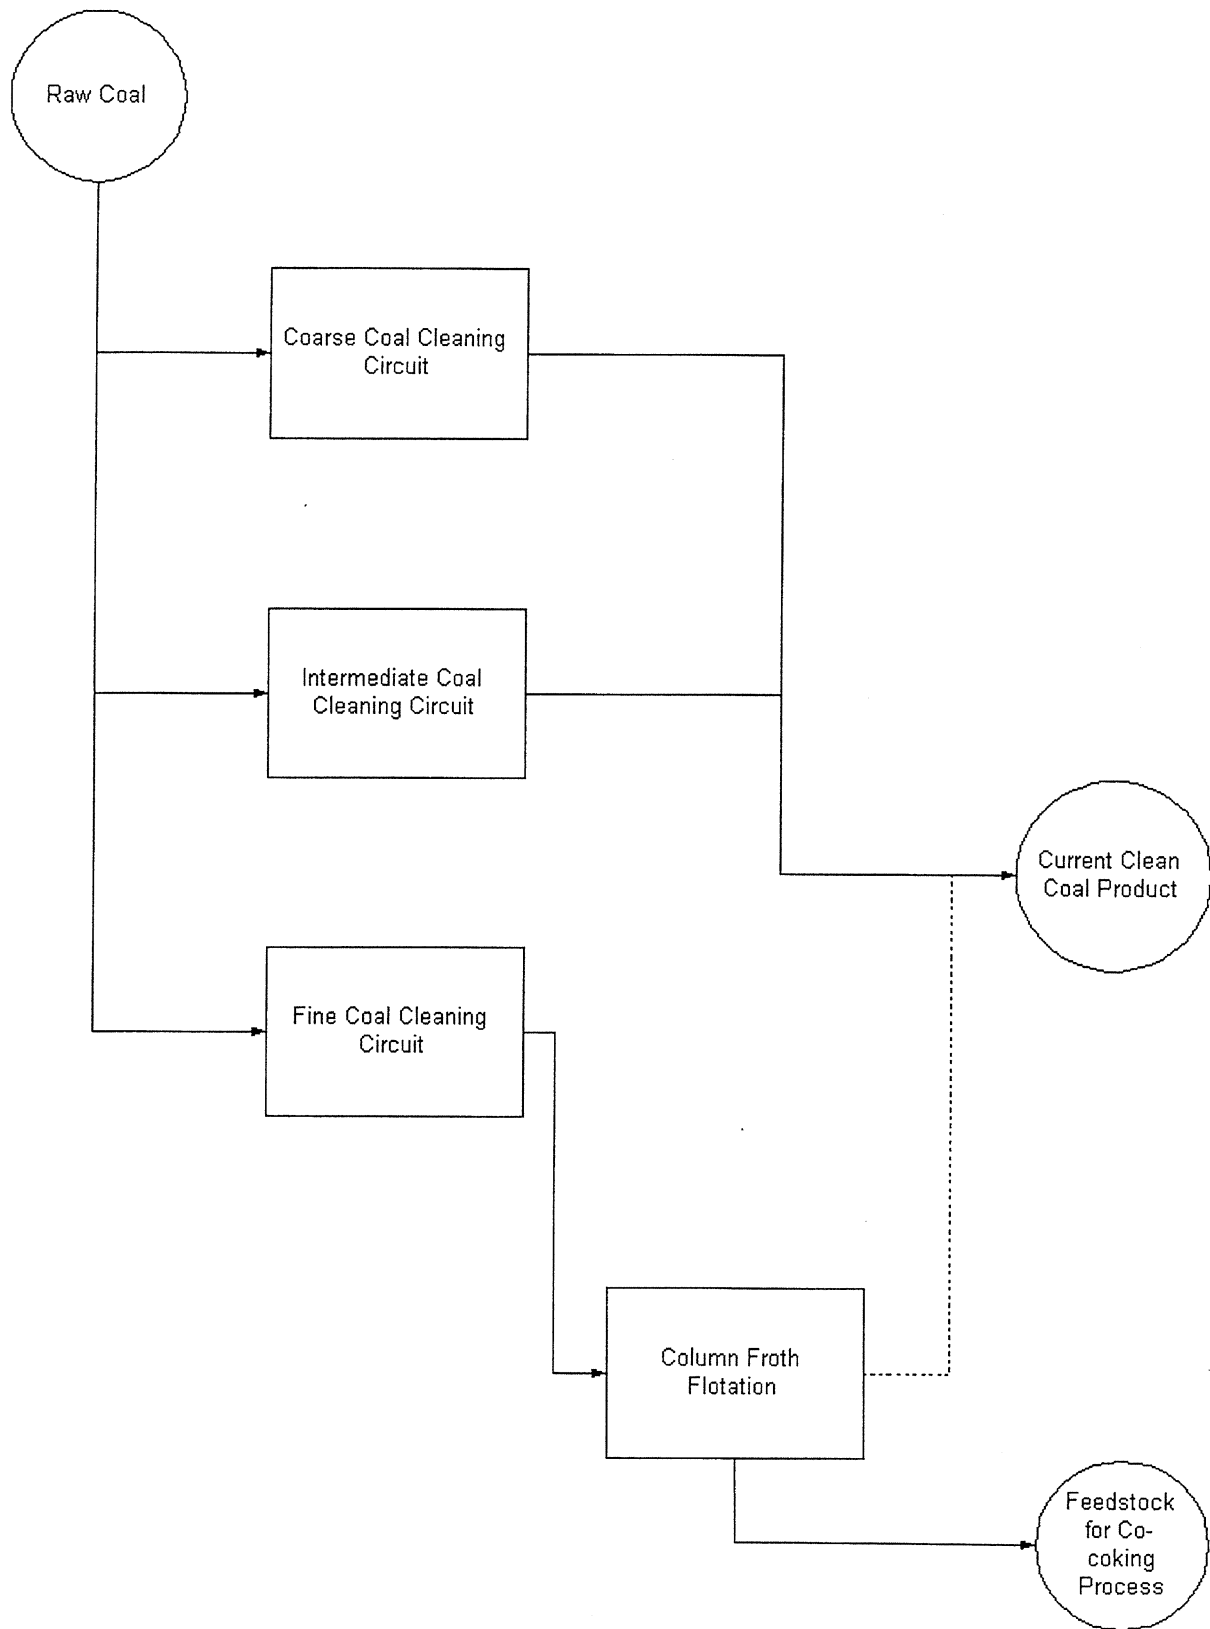 Raw Coal
Coarse Coal Cleaning
Circuit
Intermediate Coal
Cleaning Circuit
Current Clean
Coal Product
Fine Coal Cleaning
Circuit
Column Froth
Flotation
Feedstock
for Co-
coking
Process